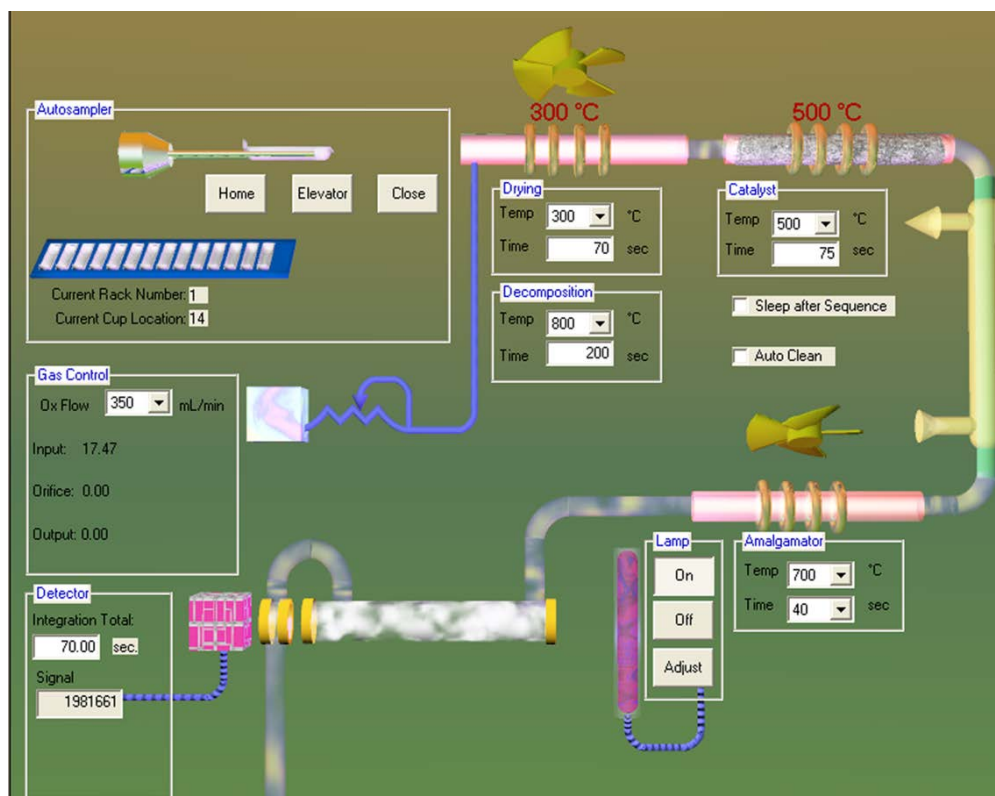 Autosampler
Home
Elevator
Close
Current Rack Number: 1
Current Cup Location: 14
300 °C
500 °C
Drying
Temp 300 °C
Time 70 sec
Catalyst
Temp 500 °C
Time 75 sec
Decomposition
Temp 800 °C
Time 200 sec
Sleep after Sequence
Auto Clean
Gas Control
Ox Flow 350 mL/min
Input: 17.47
Orifice: 0.00
Output: 0.00
Lamp
On
Off
Adjust
Amalgamator
Temp 700 °C
Time 40 sec
Detector
Integration Total:
70.00 sec.
Signal
1981661